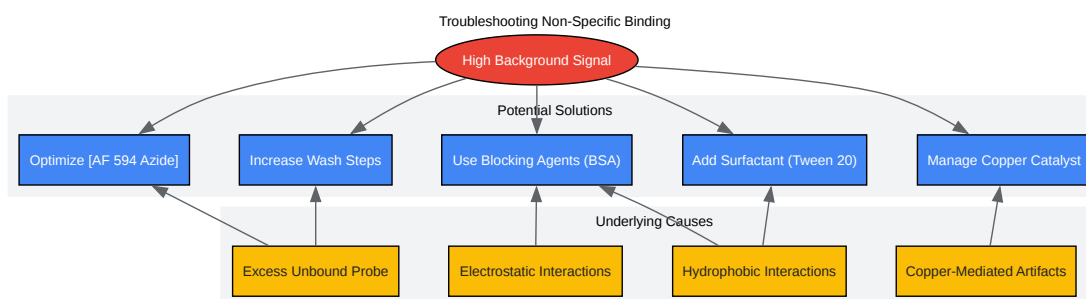 Troubleshooting Non-Specific Binding
High Background Signal
Potential Solutions
Optimize [AF 594 Azide]
Increase Wash Steps
Use Blocking Agents (BSA)
Add Surfactant (Tween 20)
Manage Copper Catalyst
Underlying Causes
Excess Unbound Probe
Electrostatic Interactions
Hydrophobic Interactions
Copper-Mediated Artifacts